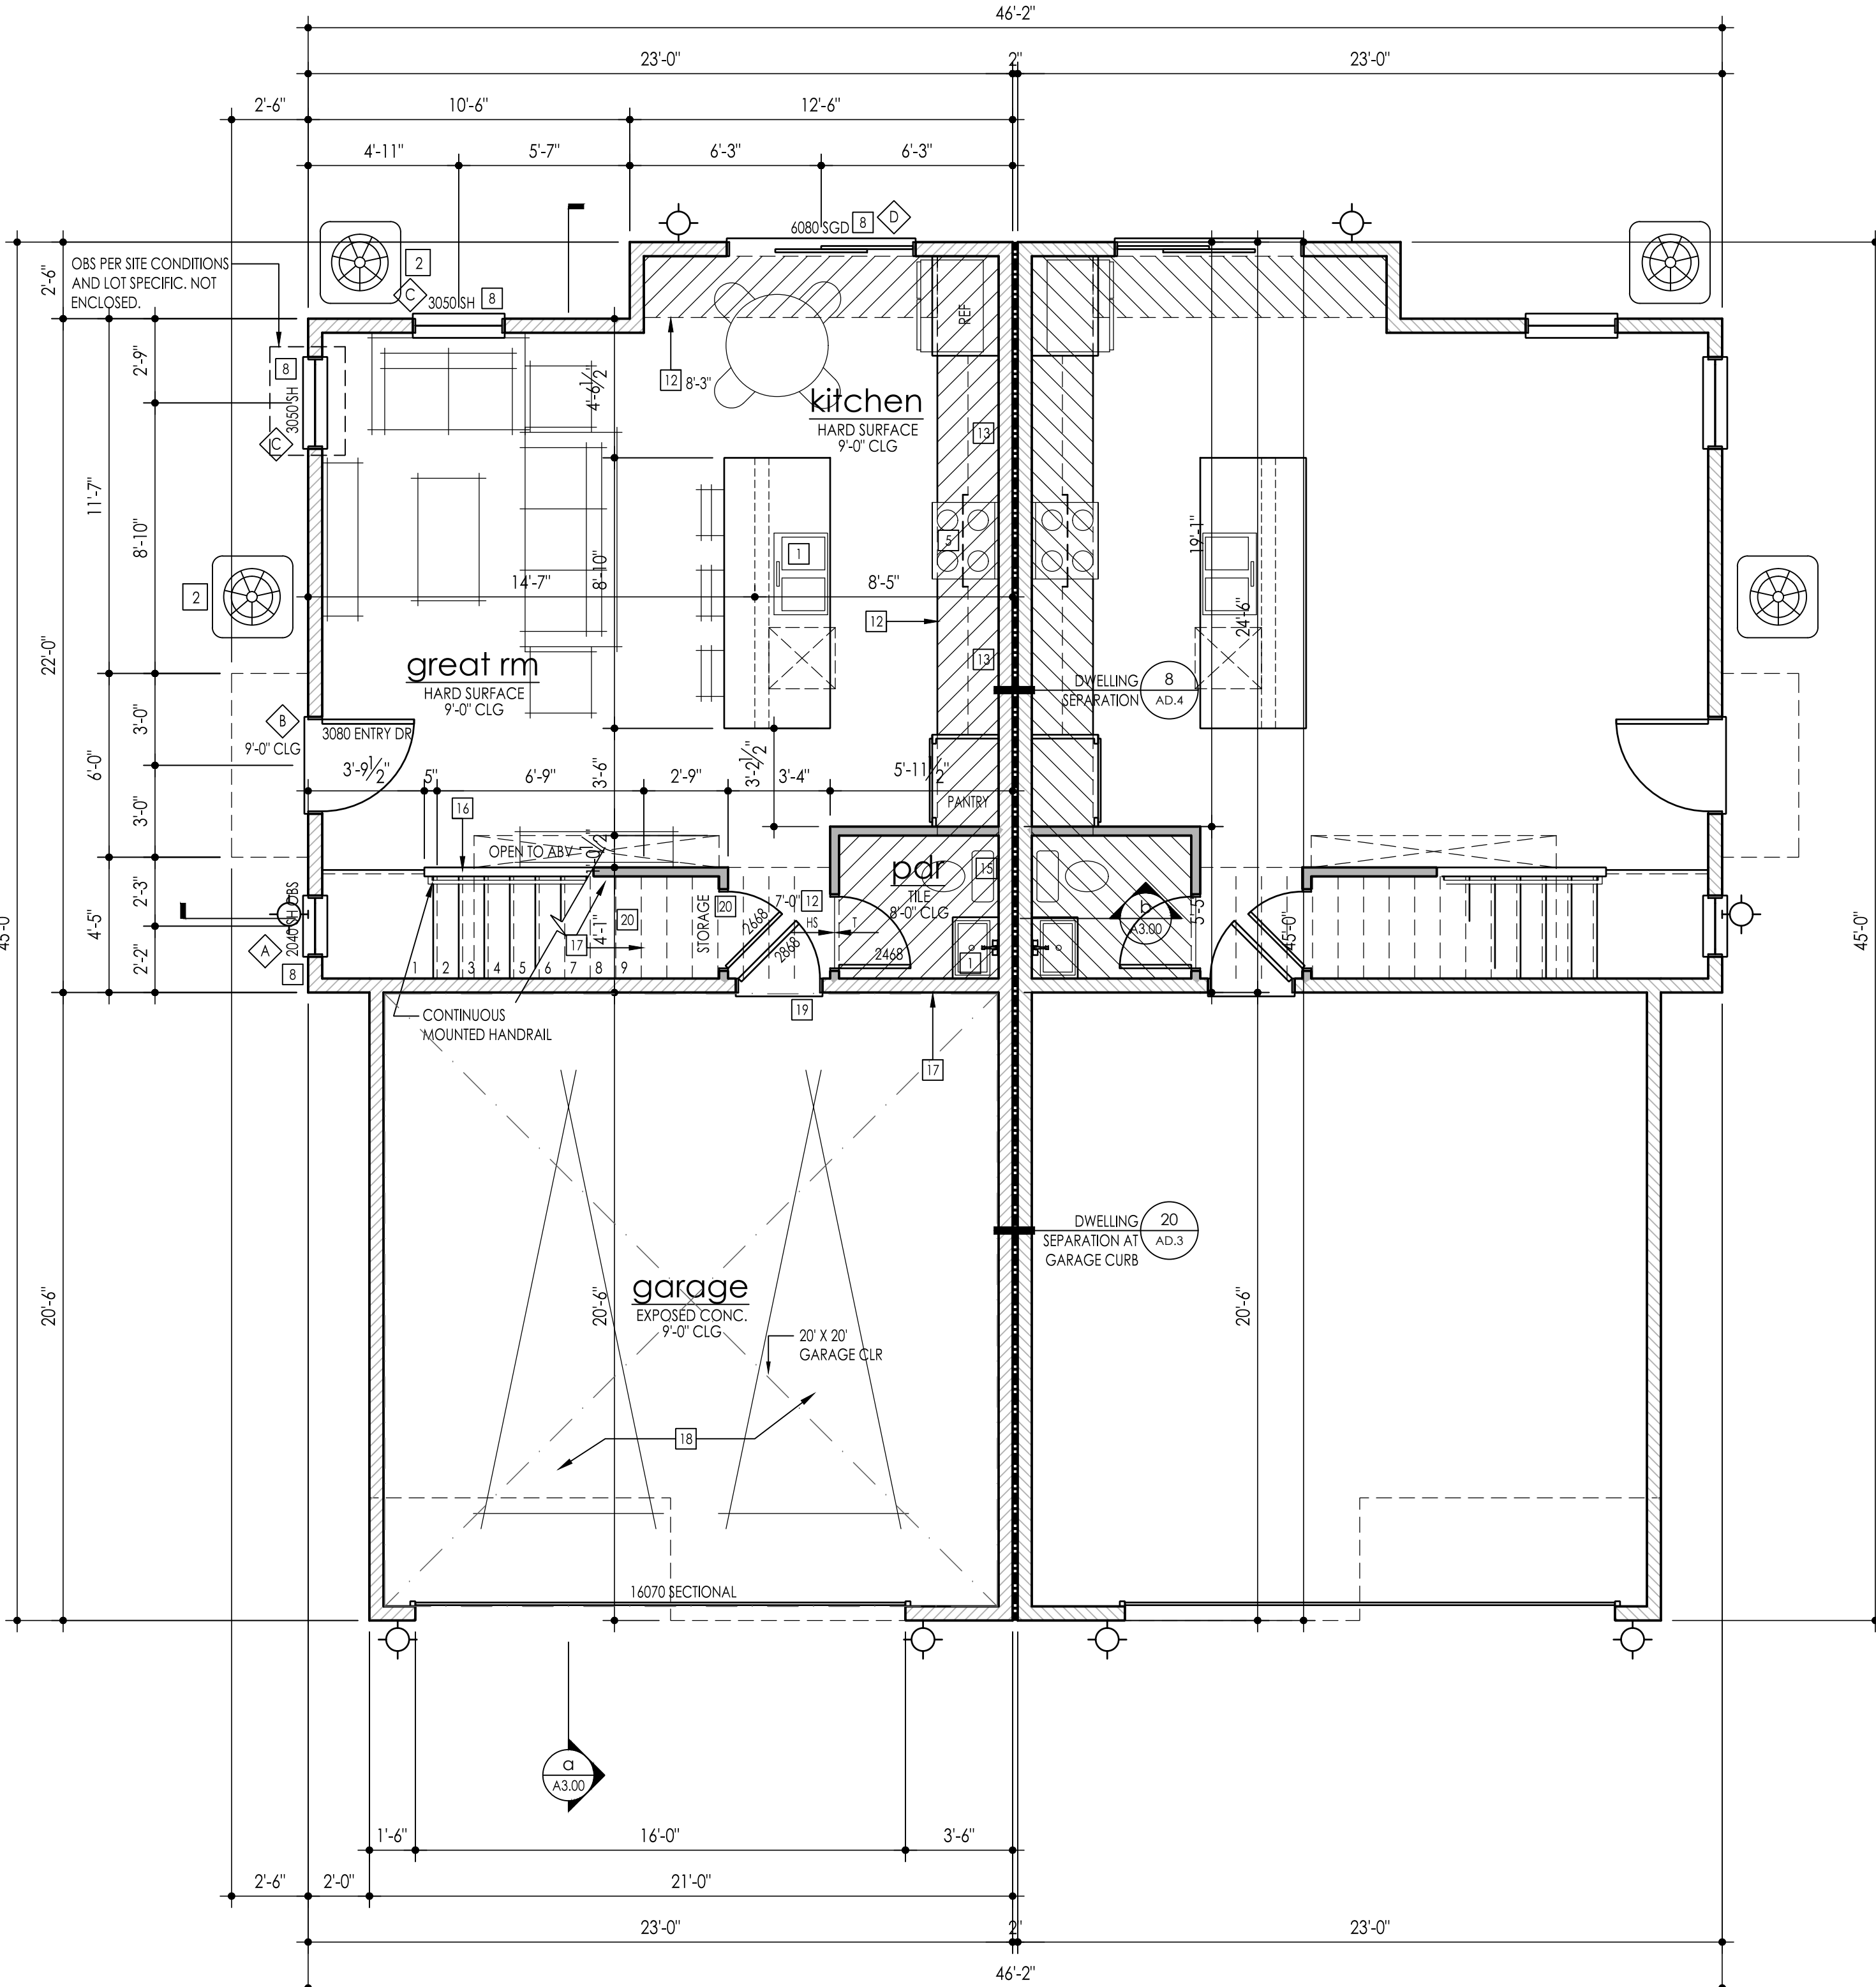 46'-2"
23'-0"
2"
23'-0"
2'-6"
10'-6"
12'-6"
4'-11"
5'-7"
6'-3"
6'-3"
6080 SGD
8
D
OBS PER SITE CONDITIONS
AND LOT SPECIFIC. NOT
ENCLOSED.
2
C
3050 SH
8
2'-6"
2'-9"
8
3050 SH
C
12
8'-3"
4'-6 1/2"
REF
kitchen
HARD SURFACE
9'-0" CLG
13
11'-7"
8'-10"
1
5
19'-1"
2
14'-7"
8'-10"
8'-5"
12
24'-6"
22'-0"
great rm
HARD SURFACE
9'-0" CLG
13
DWELLING
SEPARATION
8
AD.4
B
9'-0" CLG
3080 ENTRY DR
3'-0"
6'-0"
3'-9 1/2"
5"
6'-9"
3'-6"
2'-9"
3'-2 1/2"
3'-4"
5'-11 1/2"
3'-0"
16
PANTRY
OPEN TO ABV
1'-0 1/2"
pdr
TILE
8'-0" CLG
15
2'-3"
4'-5"
2'-2"
2040 SH OBS
A
8
STORAGE
20
20
2668
2868
7'-0"
12
HS
T
2468
1
b
A3.00
5'-5"
45'-0"
45'-0"
45'-0"
17
4'-1"
1 2 3 4 5 6 7 8 9
CONTINUOUS
MOUNTED HANDRAIL
19
17
DWELLING
SEPARATION AT
GARAGE CURB
20
AD.3
20'-6"
20'-6"
garage
EXPOSED CONC.
9'-0" CLG
20'-6"
20' X 20'
GARAGE CLR
18
16070 SECTIONAL
a
A3.00
1'-6"
16'-0"
3'-6"
2'-6"
2'-0"
21'-0"
23'-0"
2"
23'-0"
46'-2"